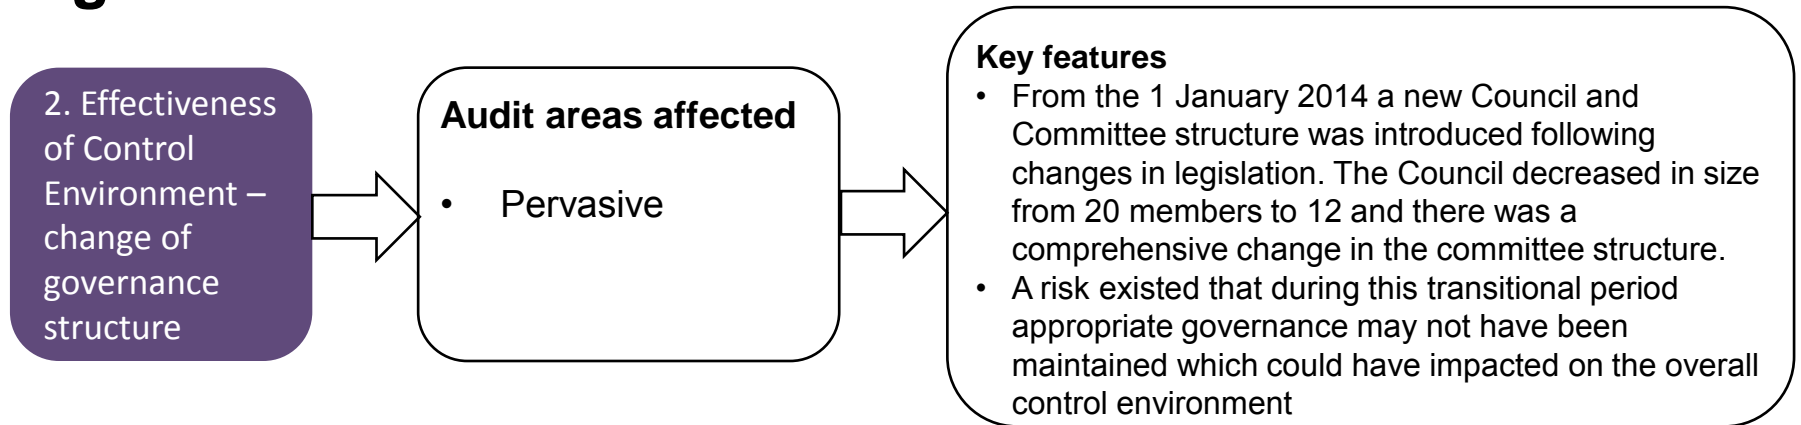 2. Effectiveness
of Control
Environment –
change of
governance
structure
Audit areas affected
• Pervasive
Key features
• From the 1 January 2014 a new Council and
Committee structure was introduced following
changes in legislation. The Council decreased in size
from 20 members to 12 and there was a
comprehensive change in the committee structure.
• A risk existed that during this transitional period
appropriate governance may not have been
maintained which could have impacted on the overall
control environment